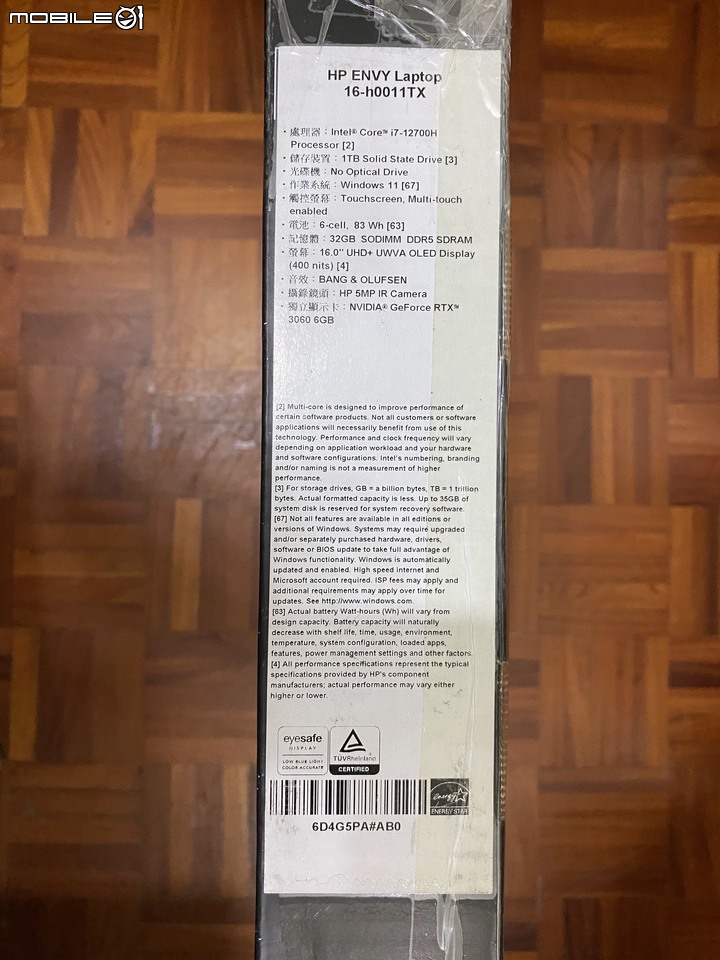 MOBILE01
HP ENVY Laptop
16-h0011TX
· 處理器：Intel® Core™ i7-12700H
Processor [2]
· 儲存裝置：1TB Solid State Drive [3]
· 光碟機：No Optical Drive
· 作業系統：Windows 11 [67]
· 觸控螢幕：Touchscreen, Multi-touch
enabled
· 電池：6-cell, 83 Wh [63]
· 記憶體：32GB SODIMM DDR5 SDRAM
· 螢幕：16.0" UHD+ UWVA OLED Display
(400 nits) [4]
· 音效：BANG & OLUFSEN
· 攝錄鏡頭：HP 5MP IR Camera
· 獨立顯示卡：NVIDIA® GeForce RTX™
3060 6GB
[2] Multi-core is designed to improve performance of
certain software products. Not all customers or software
applications will necessarily benefit from use of this
technology. Performance and clock frequency will vary
depending on application workload and your hardware
and software configurations. Intel's numbering, branding
and/or naming is not a measurement of higher
performance.
[3] For storage drives, GB = a billion bytes, TB = 1 trillion
bytes. Actual formatted capacity is less. Up to 35GB of
system disk is reserved for system recovery software.
[67] Not all features are available in all editions or
versions of Windows. Systems may require upgraded
and/or separately purchased hardware, drivers,
software or BIOS update to take full advantage of
Windows functionality. Windows is automatically
updated and enabled. High speed internet and
Microsoft account required. ISP fees may apply and
additional requirements may apply over time for
updates. See http://www.windows.com.
[63] Actual battery Watt-hours (Wh) will vary from
design capacity. Battery capacity will naturally
decrease with shelf life, time, usage, environment,
temperature, system configuration, loaded apps,
features, power management settings and other factors.
[4] All performance specifications represent the typical
specifications provided by HP's component
manufacturers; actual performance may vary either
higher or lower.
eyesafe
DISPLAY
LOW BLUE LIGHT
COLOR ACCURATE
TÜVRheinland
CERTIFIED
energy
ENERGY STAR
6D4G5PA#AB0